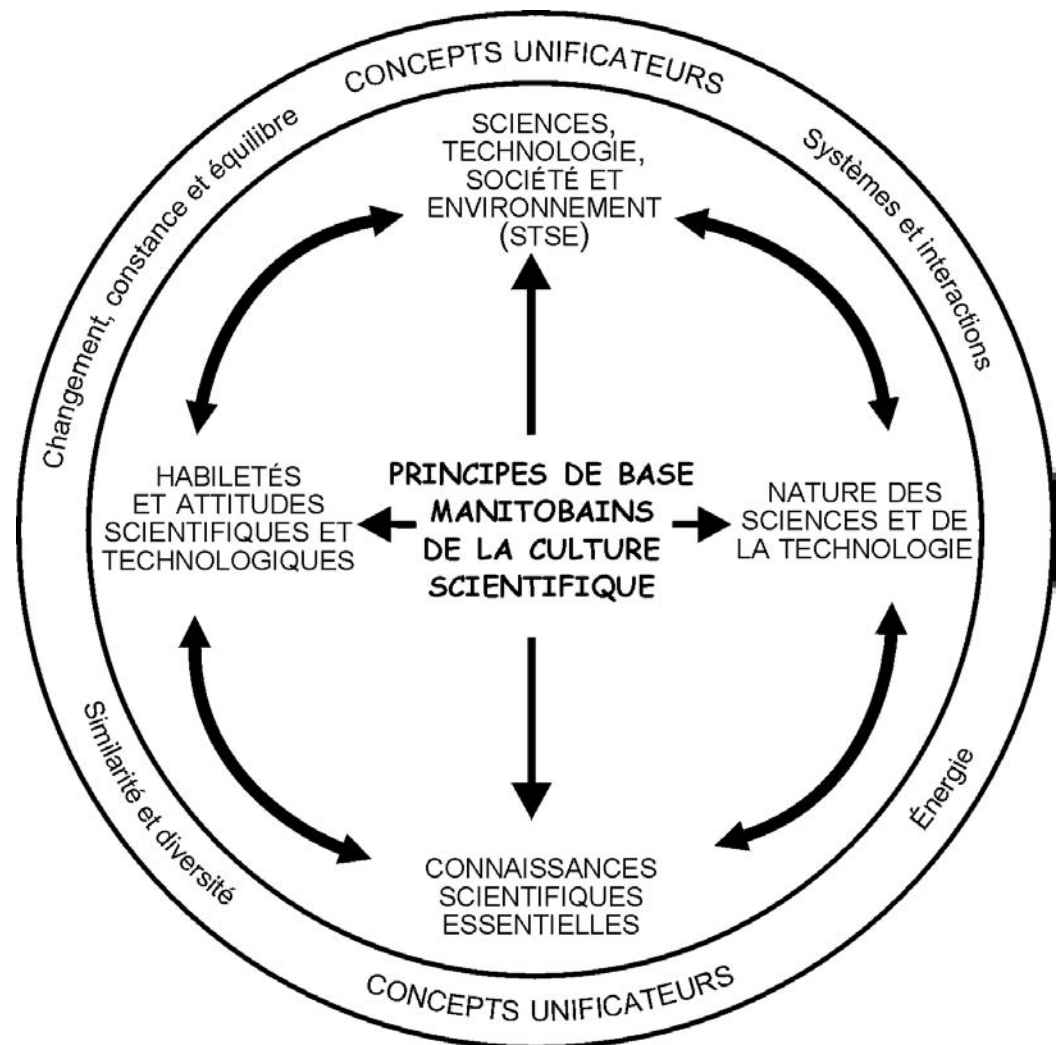 CONCEPTS UNIFICATEURS
Changement, constance et équilibre
Systèmes et interactions
SCIENCES,
TECHNOLOGIE,
SOCIÉTÉ ET
ENVIRONNEMENT
(STSE)
HABILETÉS
ET ATTITUDES
SCIENTIFIQUES ET
TECHNOLOGIQUES
PRINCIPES DE BASE
MANITOBAINS
DE LA CULTURE
SCIENTIFIQUE
NATURE DES
SCIENCES ET DE
LA TECHNOLOGIE
CONNAISSANCES
SCIENTIFIQUES
ESSENTIELLES
Similarité et diversité
Énergie
CONCEPTS UNIFICATEURS